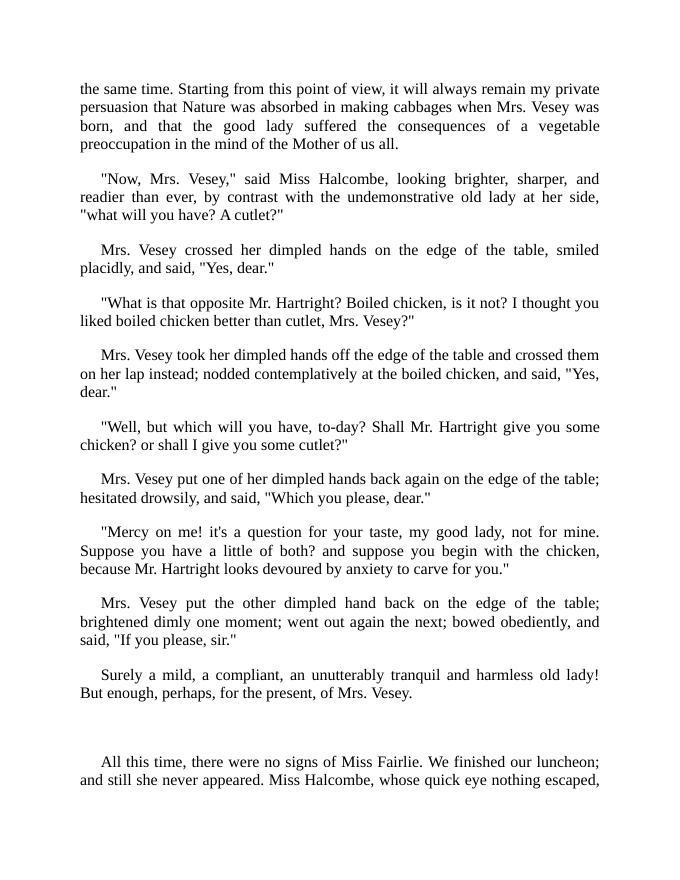 the same time. Starting from this point of view, it will always remain my private
persuasion that Nature was absorbed in making cabbages when Mrs. Vesey was
born, and that the good lady suffered the consequences of a vegetable
preoccupation in the mind of the Mother of us all.
"Now, Mrs. Vesey," said Miss Halcombe, looking brighter, sharper, and
readier than ever, by contrast with the undemonstrative old lady at her side,
"what will you have? A cutlet?"
Mrs. Vesey crossed her dimpled hands on the edge of the table, smiled
placidly, and said, "Yes, dear."
"What is that opposite Mr. Hartright? Boiled chicken, is it not? I thought you
liked boiled chicken better than cutlet, Mrs. Vesey?"
Mrs. Vesey took her dimpled hands off the edge of the table and crossed them
on her lap instead; nodded contemplatively at the boiled chicken, and said, "Yes,
dear."
"Well, but which will you have, to-day? Shall Mr. Hartright give you some
chicken? or shall I give you some cutlet?"
Mrs. Vesey put one of her dimpled hands back again on the edge of the table;
hesitated drowsily, and said, "Which you please, dear."
"Mercy on me! it's a question for your taste, my good lady, not for mine.
Suppose you have a little of both? and suppose you begin with the chicken,
because Mr. Hartright looks devoured by anxiety to carve for you."
Mrs. Vesey put the other dimpled hand back on the edge of the table;
brightened dimly one moment; went out again the next; bowed obediently, and
said, "If you please, sir."
Surely a mild, a compliant, an unutterably tranquil and harmless old lady!
But enough, perhaps, for the present, of Mrs. Vesey.
All this time, there were no signs of Miss Fairlie. We finished our luncheon;
and still she never appeared. Miss Halcombe, whose quick eye nothing escaped,